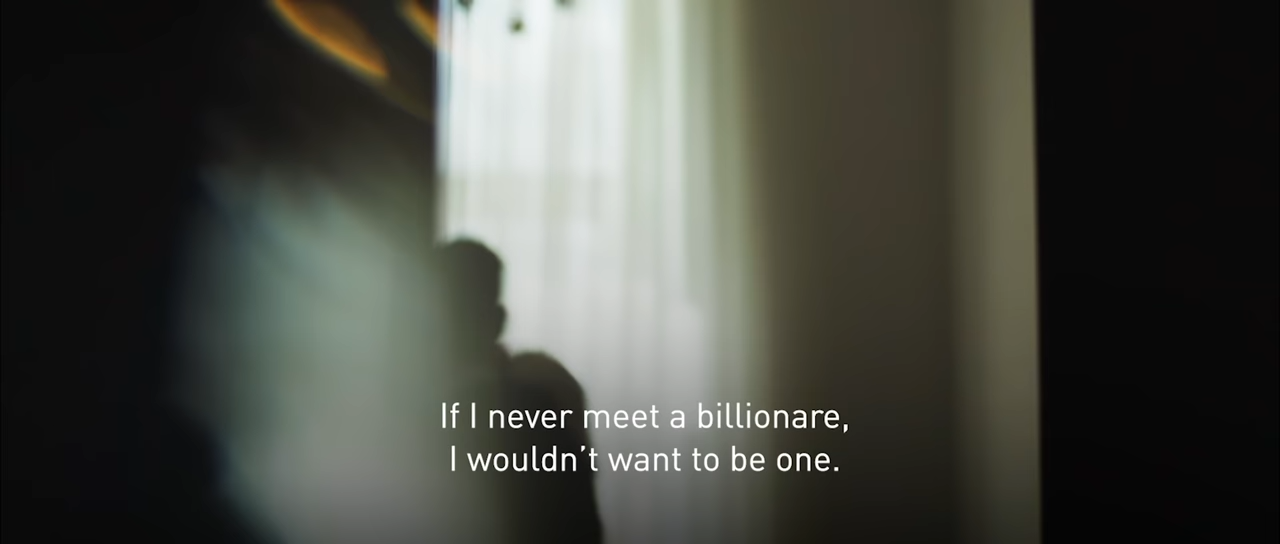 If I never meet a billionare,
I wouldn't want to be one.